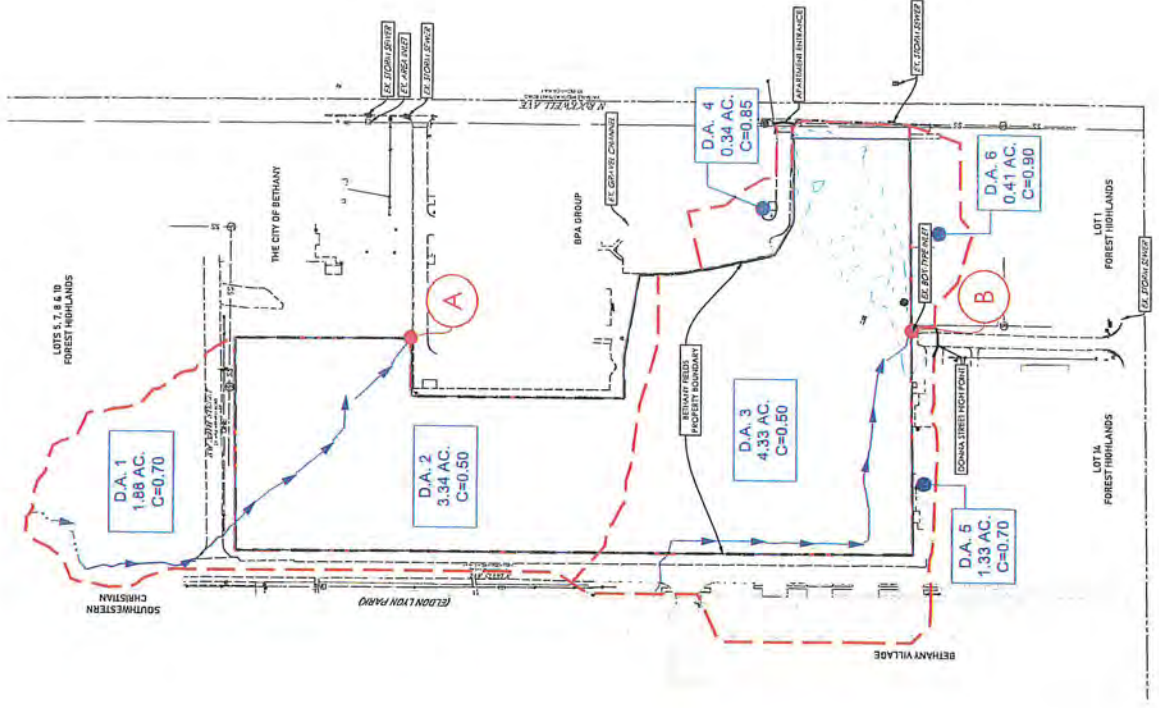 LOTS 5, 7, 8 & 10
FOREST HIGHLANDS
THE CITY OF BETHANY
EX. STORM SEWER
EX. AREA INLET
EX. STORM SEWER
SOUTHWESTERN
CHRISTIAN
D.A. 1
1.88 AC.
C=0.70
A
D.A. 2
3.34 AC.
C=0.50
(ELDON LYON PARK)
BPA GROUP
EX. GRAVEL CHANNEL
D.A. 4
0.34 AC.
C=0.85
APARTMENT ENTRANCE
EX. STORM SEWER
BETHANY FIELDS
PROPERTY BOUNDARY
D.A. 3
4.33 AC.
C=0.50
EX. BOX-TYPE INLET
B
D.A. 6
0.41 AC.
C=0.90
D.A. 5
1.33 AC.
C=0.70
DONNA STREET HIGH POINT
BETHANY VILLAGE
LOT 14
FOREST HIGHLANDS
LOT 1
FOREST HIGHLANDS
EX. STORM SEWER
SS
SS
SS
SS
SS